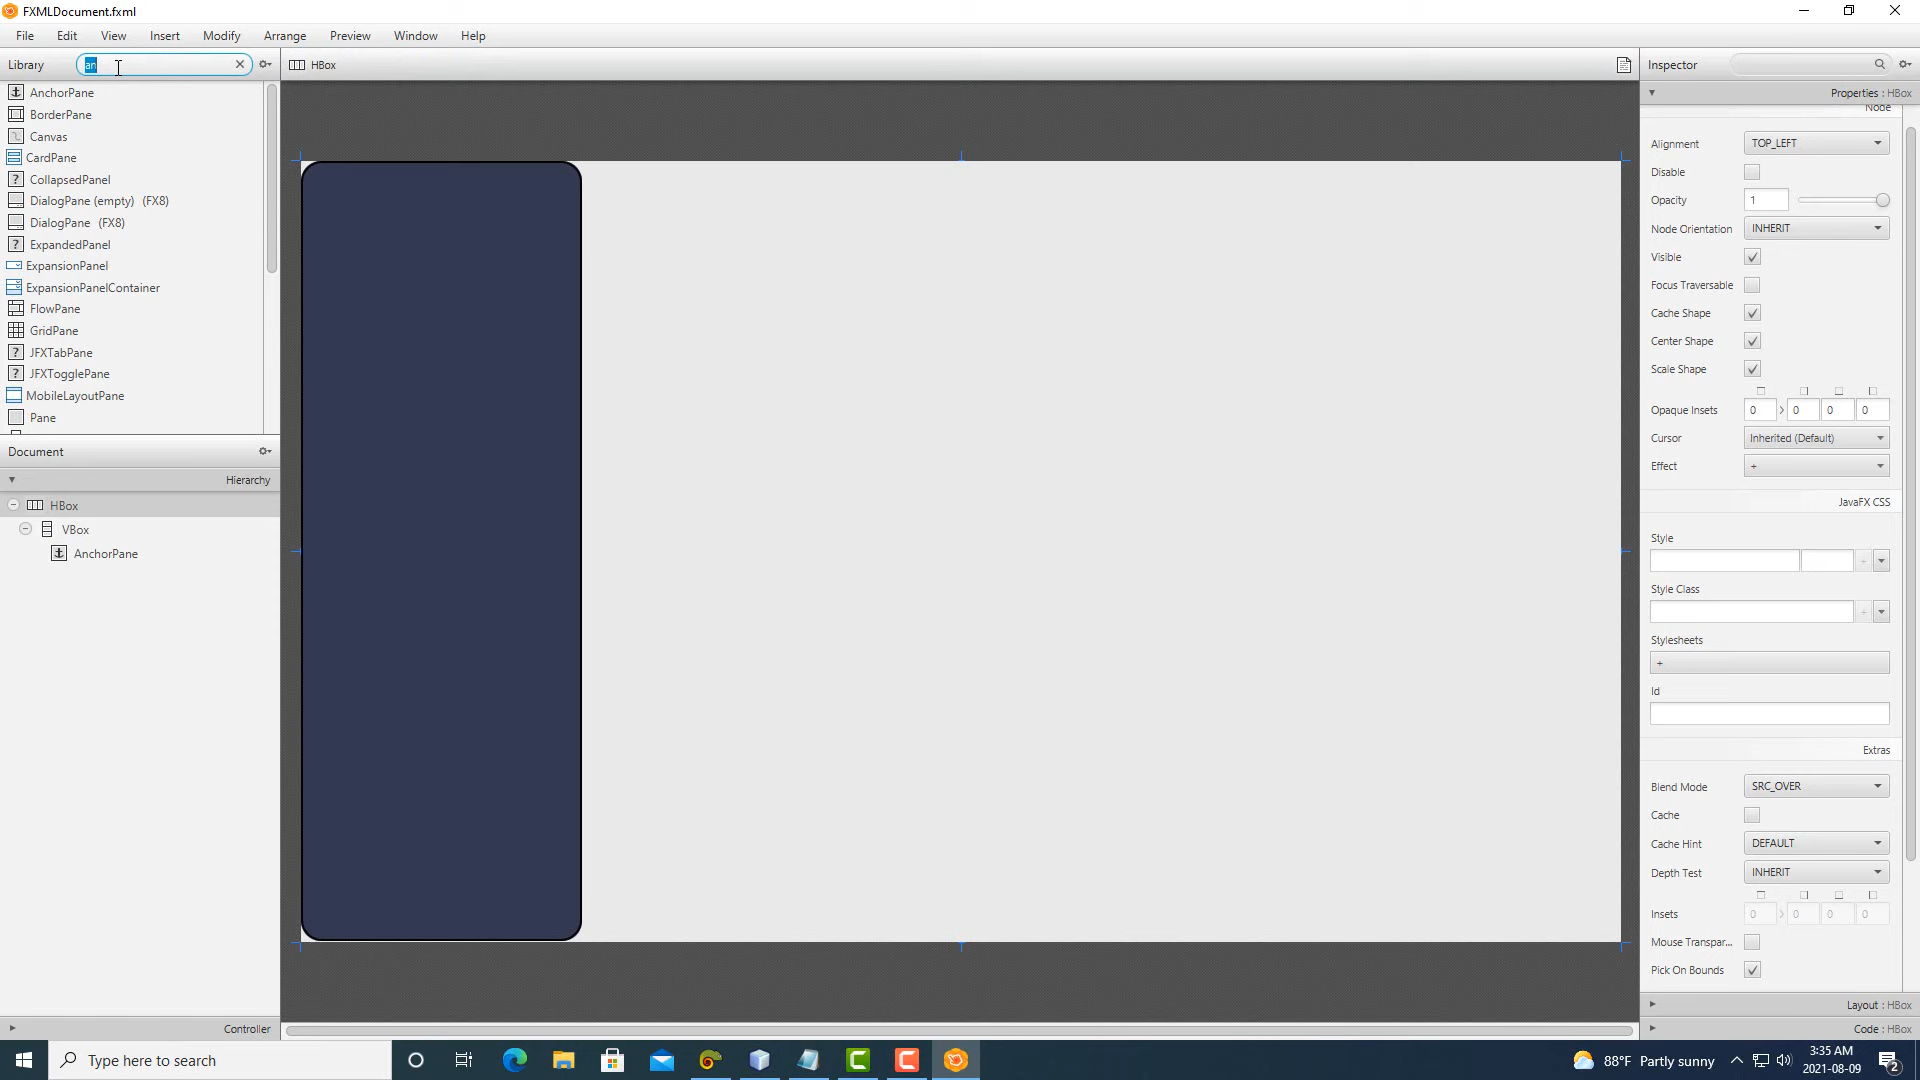 FXMLDocument.fxml
File Edit View Insert Modify Arrange Preview Window Help
Library an
HBox
Inspector
AnchorPane
BorderPane
Canvas
CardPane
CollapsedPanel
DialogPane (empty) (FX8)
DialogPane (FX8)
ExpandedPanel
ExpansionPanel
ExpansionPanelContainer
FlowPane
GridPane
JFXTabPane
JFXTogglePane
MobileLayoutPane
Pane
Document
Hierarchy
HBox
VBox
AnchorPane
Controller
Properties : HBox
Node
Alignment TOP_LEFT
Disable
Opacity 1
Node Orientation INHERIT
Visible
Focus Traversable
Cache Shape
Center Shape
Scale Shape
Opaque Insets 0 0 0 0
Cursor Inherited (Default)
Effect +
JavaFX CSS
Style
+
Style Class
+
Stylesheets
+
Id
Extras
Blend Mode SRC_OVER
Cache
Cache Hint DEFAULT
Depth Test INHERIT
Insets 0 0 0 0
Mouse Transpar...
Pick On Bounds
Layout : HBox
Code : HBox
Type here to search
88°F Partly sunny
3:35 AM
2021-08-09
2